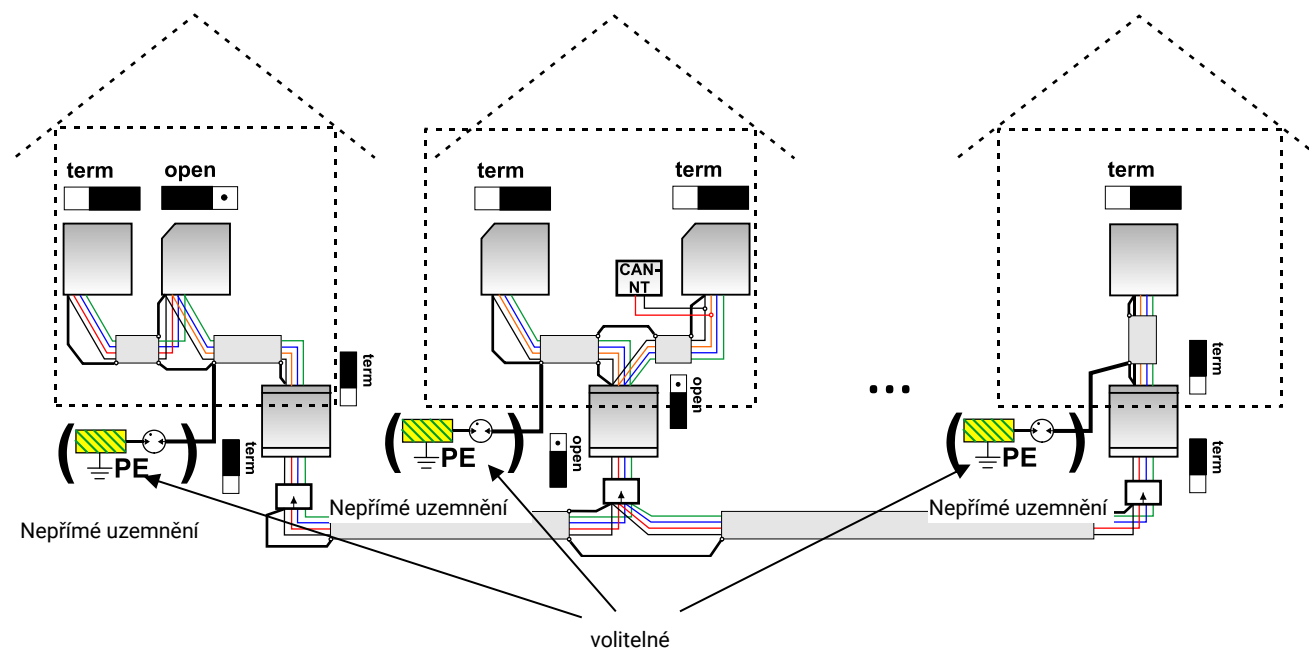 term
open
term
term
term
CAN-
NT
term
open
term
...
PE
term
PE
open
PE
term
Nepřímé uzemnění
Nepřímé uzemnění
Nepřímé uzemnění
volitelné